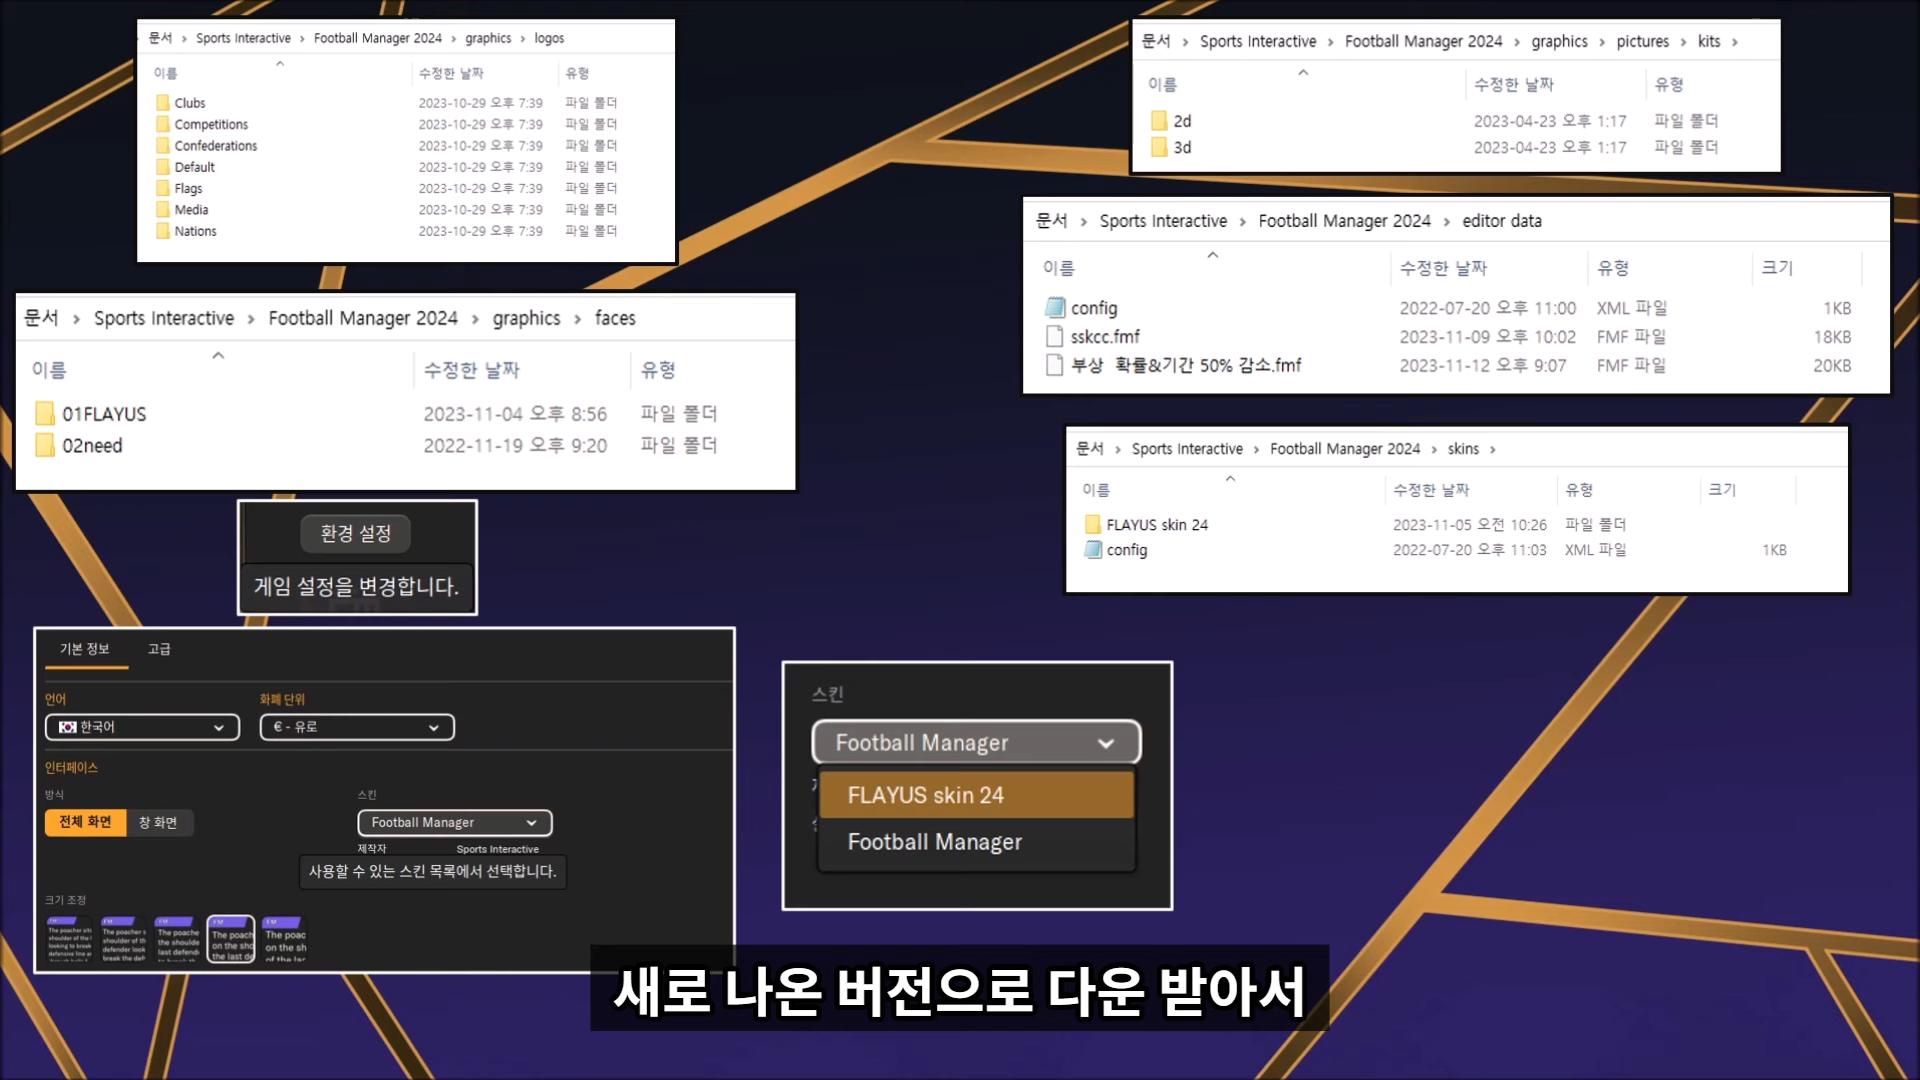 문서 > Sports Interactive > Football Manager 2024 > graphics > logos
이름 수정한 날짜 유형
Clubs 2023-10-29 오후 7:39 파일 폴더
Competitions 2023-10-29 오후 7:39 파일 폴더
Confederations 2023-10-29 오후 7:39 파일 폴더
Default 2023-10-29 오후 7:39 파일 폴더
Flags 2023-10-29 오후 7:39 파일 폴더
Media 2023-10-29 오후 7:39 파일 폴더
Nations 2023-10-29 오후 7:39 파일 폴더
문서 > Sports Interactive > Football Manager 2024 > graphics > pictures > kits >
이름 수정한 날짜 유형
2d 2023-04-23 오후 1:17 파일 폴더
3d 2023-04-23 오후 1:17 파일 폴더
문서 > Sports Interactive > Football Manager 2024 > editor data
이름 수정한 날짜 유형 크기
config 2022-07-20 오후 11:00 XML 파일 1KB
sskcc.fmf 2023-11-09 오후 10:02 FMF 파일 18KB
부상 확률&기간 50% 감소.fmf 2023-11-12 오후 9:07 FMF 파일 20KB
문서 > Sports Interactive > Football Manager 2024 > graphics > faces
이름 수정한 날짜 유형
01FLAYUS 2023-11-04 오후 8:56 파일 폴더
02need 2022-11-19 오후 9:20 파일 폴더
문서 > Sports Interactive > Football Manager 2024 > skins >
이름 수정한 날짜 유형 크기
FLAYUS skin 24 2023-11-05 오전 10:26 파일 폴더
config 2022-07-20 오후 11:03 XML 파일 1KB
환경 설정
게임 설정을 변경합니다.
기본 정보 고급
언어 화폐 단위
한국어 € - 유로
인터페이스
방식 스킨
전체 화면 창 화면 Football Manager
제작자 Sports Interactive
사용할 수 있는 스킨 목록에서 선택합니다.
크기 조정
스킨
Football Manager
FLAYUS skin 24
Football Manager
새로 나온 버전으로 다운 받아서